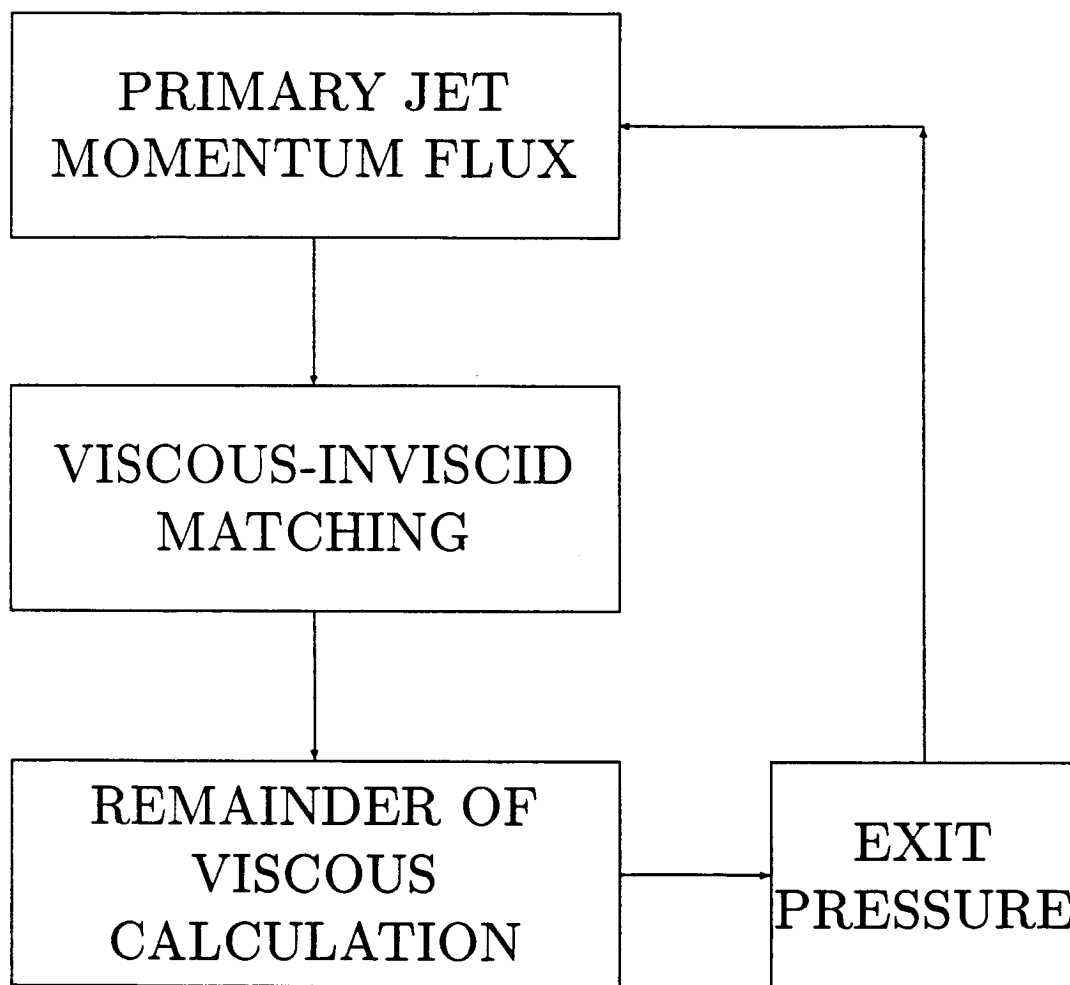 PRIMARY JET
MOMENTUM FLUX
VISCOUS-INVISCID
MATCHING
REMAINDER OF
VISCOUS
CALCULATION
EXIT
PRESSURE